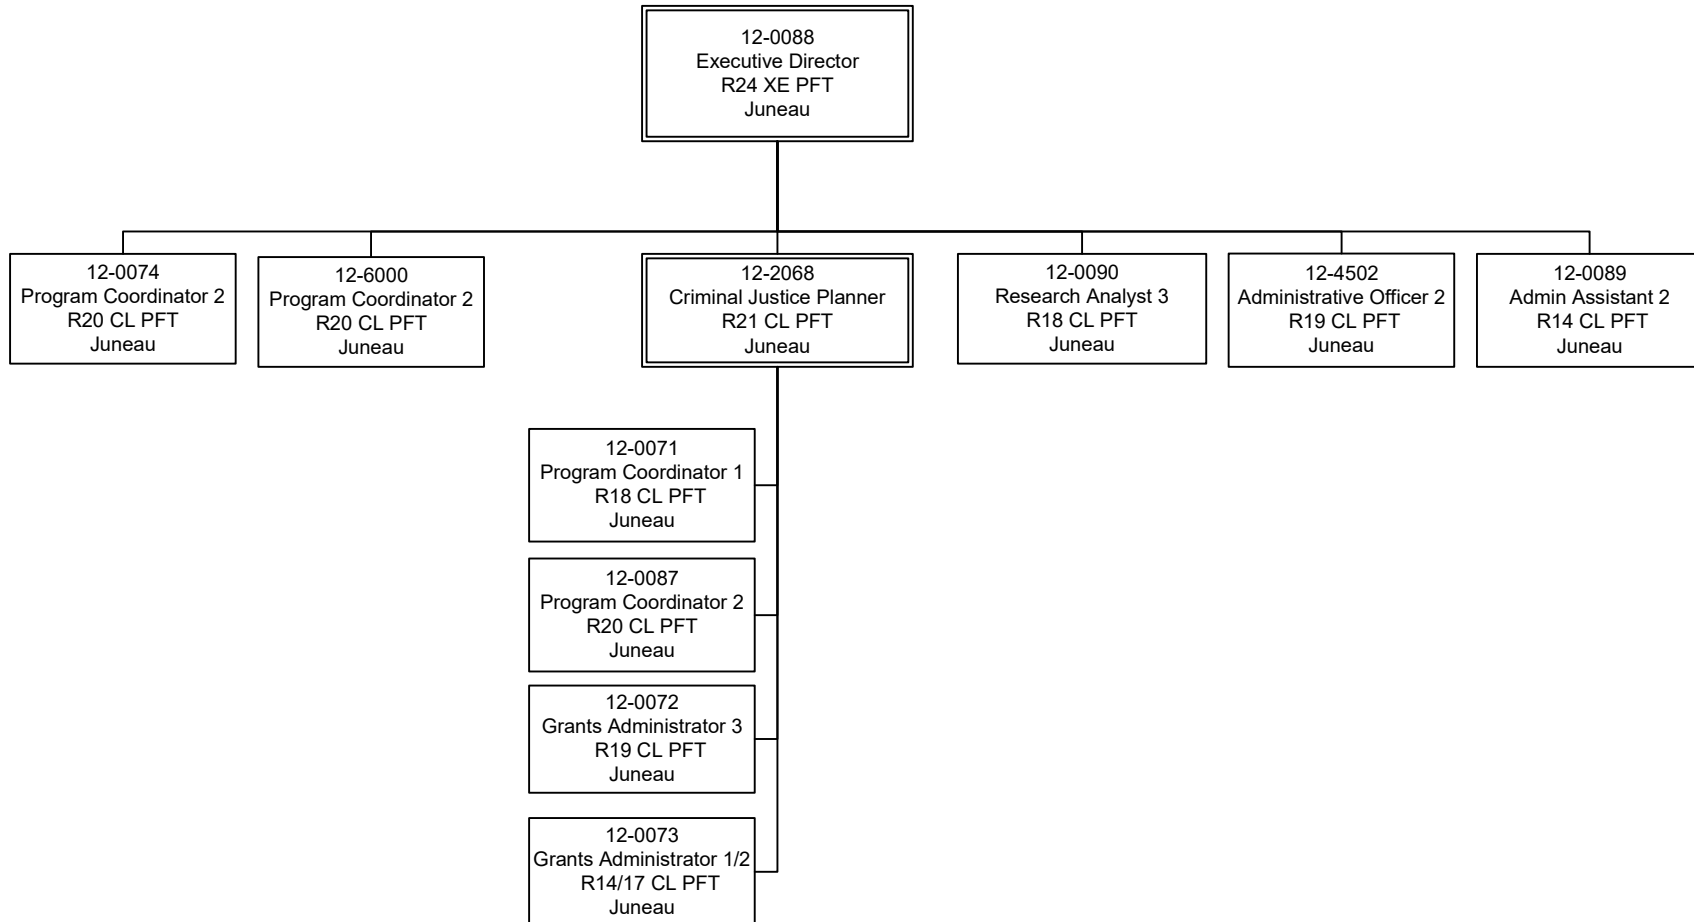 12-0088
Executive Director
R24 XE PFT
Juneau
12-0074
Program Coordinator 2
R20 CL PFT
Juneau
12-6000
Program Coordinator 2
R20 CL PFT
Juneau
12-2068
Criminal Justice Planner
R21 CL PFT
Juneau
12-0090
Research Analyst 3
R18 CL PFT
Juneau
12-4502
Administrative Officer 2
R19 CL PFT
Juneau
12-0089
Admin Assistant 2
R14 CL PFT
Juneau
12-0071
Program Coordinator 1
R18 CL PFT
Juneau
12-0087
Program Coordinator 2
R20 CL PFT
Juneau
12-0072
Grants Administrator 3
R19 CL PFT
Juneau
12-0073
Grants Administrator 1/2
R14/17 CL PFT
Juneau